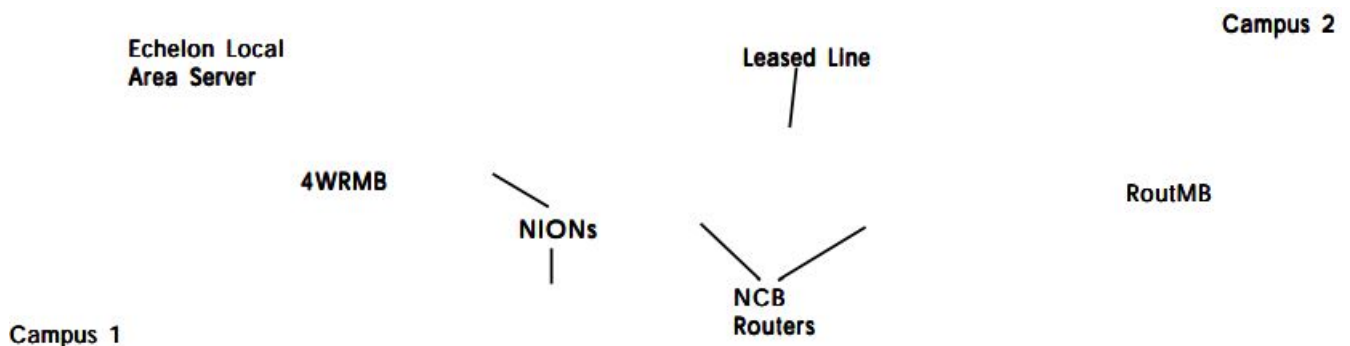 Campus 2
Echelon Local
Area Server
Leased Line
4WRMB
RoutMB
NIONs
NCB
Routers
Campus 1